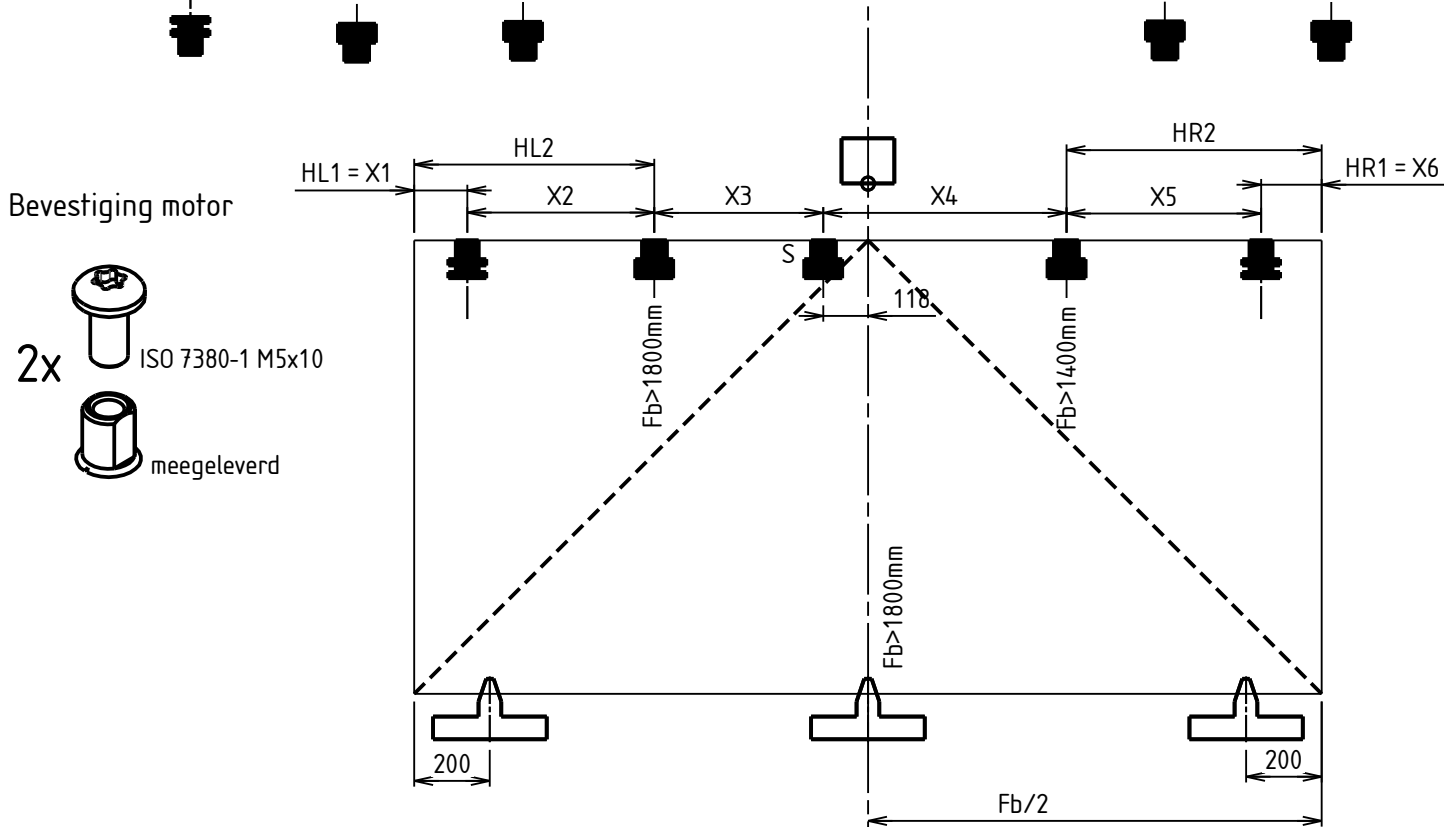 HL2
HR2
HL1 = X1
HR1 = X6
X2
X3
X4
X5
Bevestiging motor
S
118
2x
ISO 7380-1 M5x10
meegeleverd
Fb>1800mm
Fb>1400mm
Fb>1800mm
200
200
Fb/2